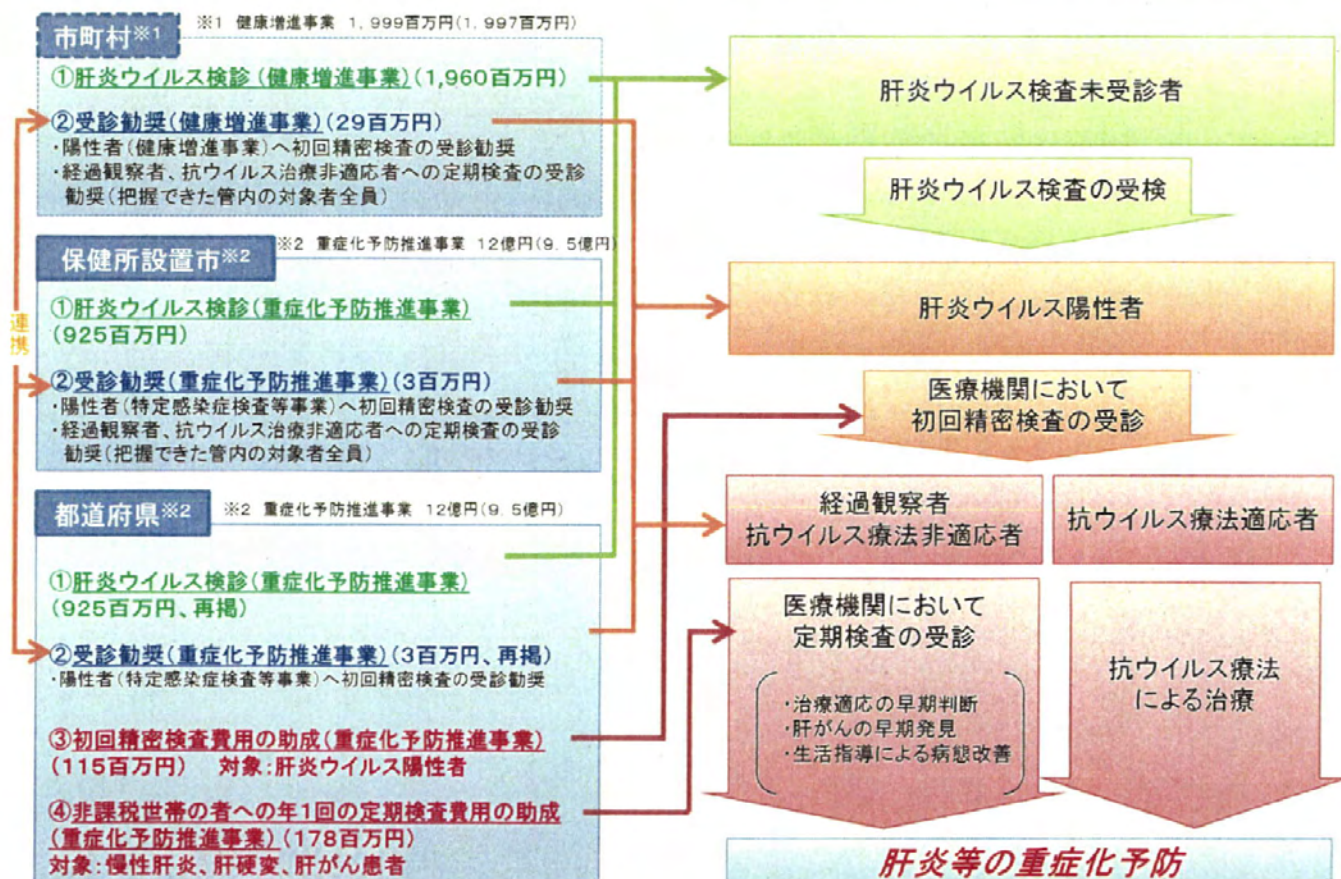 市町村※1
※1 健康増進事業 1,999百万円(1,997百万円)
①肝炎ウイルス検診(健康増進事業)(1,960百万円)
②受診勧奨(健康増進事業)(29百万円)
・陽性者(健康増進事業)へ初回精密検査の受診勧奨
・経過観察者、抗ウイルス治療非適応者への定期検査の受診
勧奨(把握できた管内の対象者全員)
保健所設置市※2
※2 重症化予防推進事業 12億円(9.5億円)
①肝炎ウイルス検診(重症化予防推進事業)
(925百万円)
②受診勧奨(重症化予防推進事業)(3百万円)
・陽性者(特定感染症検査等事業)へ初回精密検査の受診勧奨
・経過観察者、抗ウイルス治療非適応者への定期検査の受診
勧奨(把握できた管内の対象者全員)
連携
都道府県※2
※2 重症化予防推進事業 12億円(9.5億円)
①肝炎ウイルス検診(重症化予防推進事業)
(925百万円、再掲)
②受診勧奨(重症化予防推進事業)(3百万円、再掲)
・陽性者(特定感染症検査等事業)へ初回精密検査の受診勧奨
③初回精密検査費用の助成(重症化予防推進事業)
(115百万円) 対象:肝炎ウイルス陽性者
④非課税世帯の者への年1回の定期検査費用の助成
(重症化予防推進事業)(178百万円)
対象:慢性肝炎、肝硬変、肝がん患者
肝炎ウイルス検査未受診者
肝炎ウイルス検査の受検
肝炎ウイルス陽性者
医療機関において
初回精密検査の受診
経過観察者
抗ウイルス療法非適応者
抗ウイルス療法適応者
医療機関において
定期検査の受診
・治療適応の早期判断
・肝がんの早期発見
・生活指導による病態改善
抗ウイルス療法
による治療
肝炎等の重症化予防